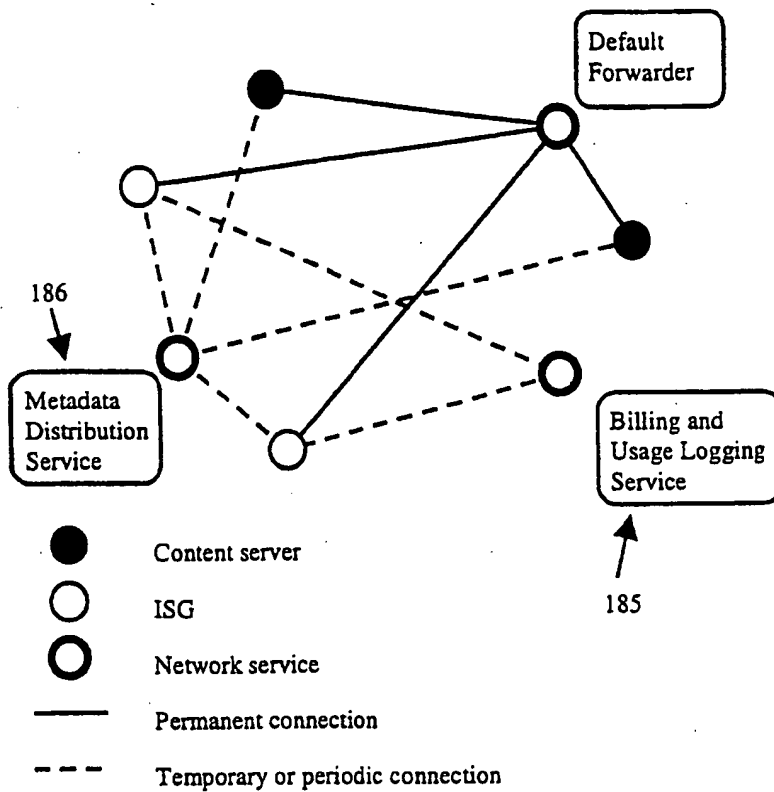 Default
Forwarder
186
Metadata
Distribution
Service
Billing and
Usage Logging
Service
185
Content server
ISG
Network service
Permanent connection
Temporary or periodic connection